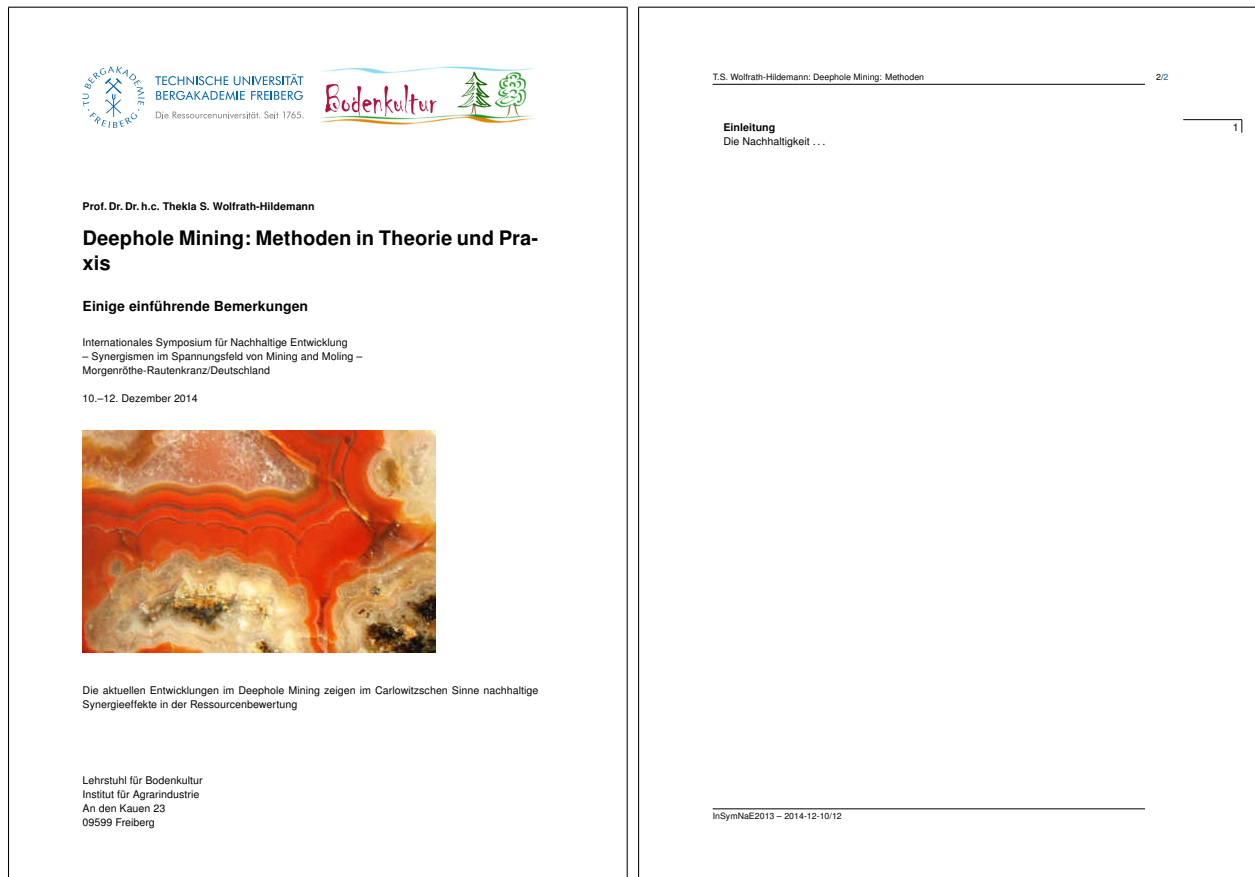 TU BERGAKADEMIE · FREIBERG ·
TECHNISCHE UNIVERSITÄT
BERGAKADEMIE FREIBERG
Die Ressourcenuniversität. Seit 1765.
Bodenkultur
Prof. Dr. Dr. h.c. Thekla S. Wolfrath-Hildemann
Deephole Mining: Methoden in Theorie und Pra-
xis
Einige einführende Bemerkungen
Internationales Symposium für Nachhaltige Entwicklung
– Synergismen im Spannungsfeld von Mining and Moling –
Morgenröthe-Rautenkranz/Deutschland
10.–12. Dezember 2014
Die aktuellen Entwicklungen im Deephole Mining zeigen im Carlowitzschen Sinne nachhaltige
Synergieeffekte in der Ressourcenbewertung
Lehrstuhl für Bodenkultur
Institut für Agrarindustrie
An den Kauen 23
09599 Freiberg
T.S. Wolfrath-Hildemann: Deephole Mining: Methoden 2/2
Einleitung 1
Die Nachhaltigkeit . . .
InSymNaE2013 – 2014-12-10/12